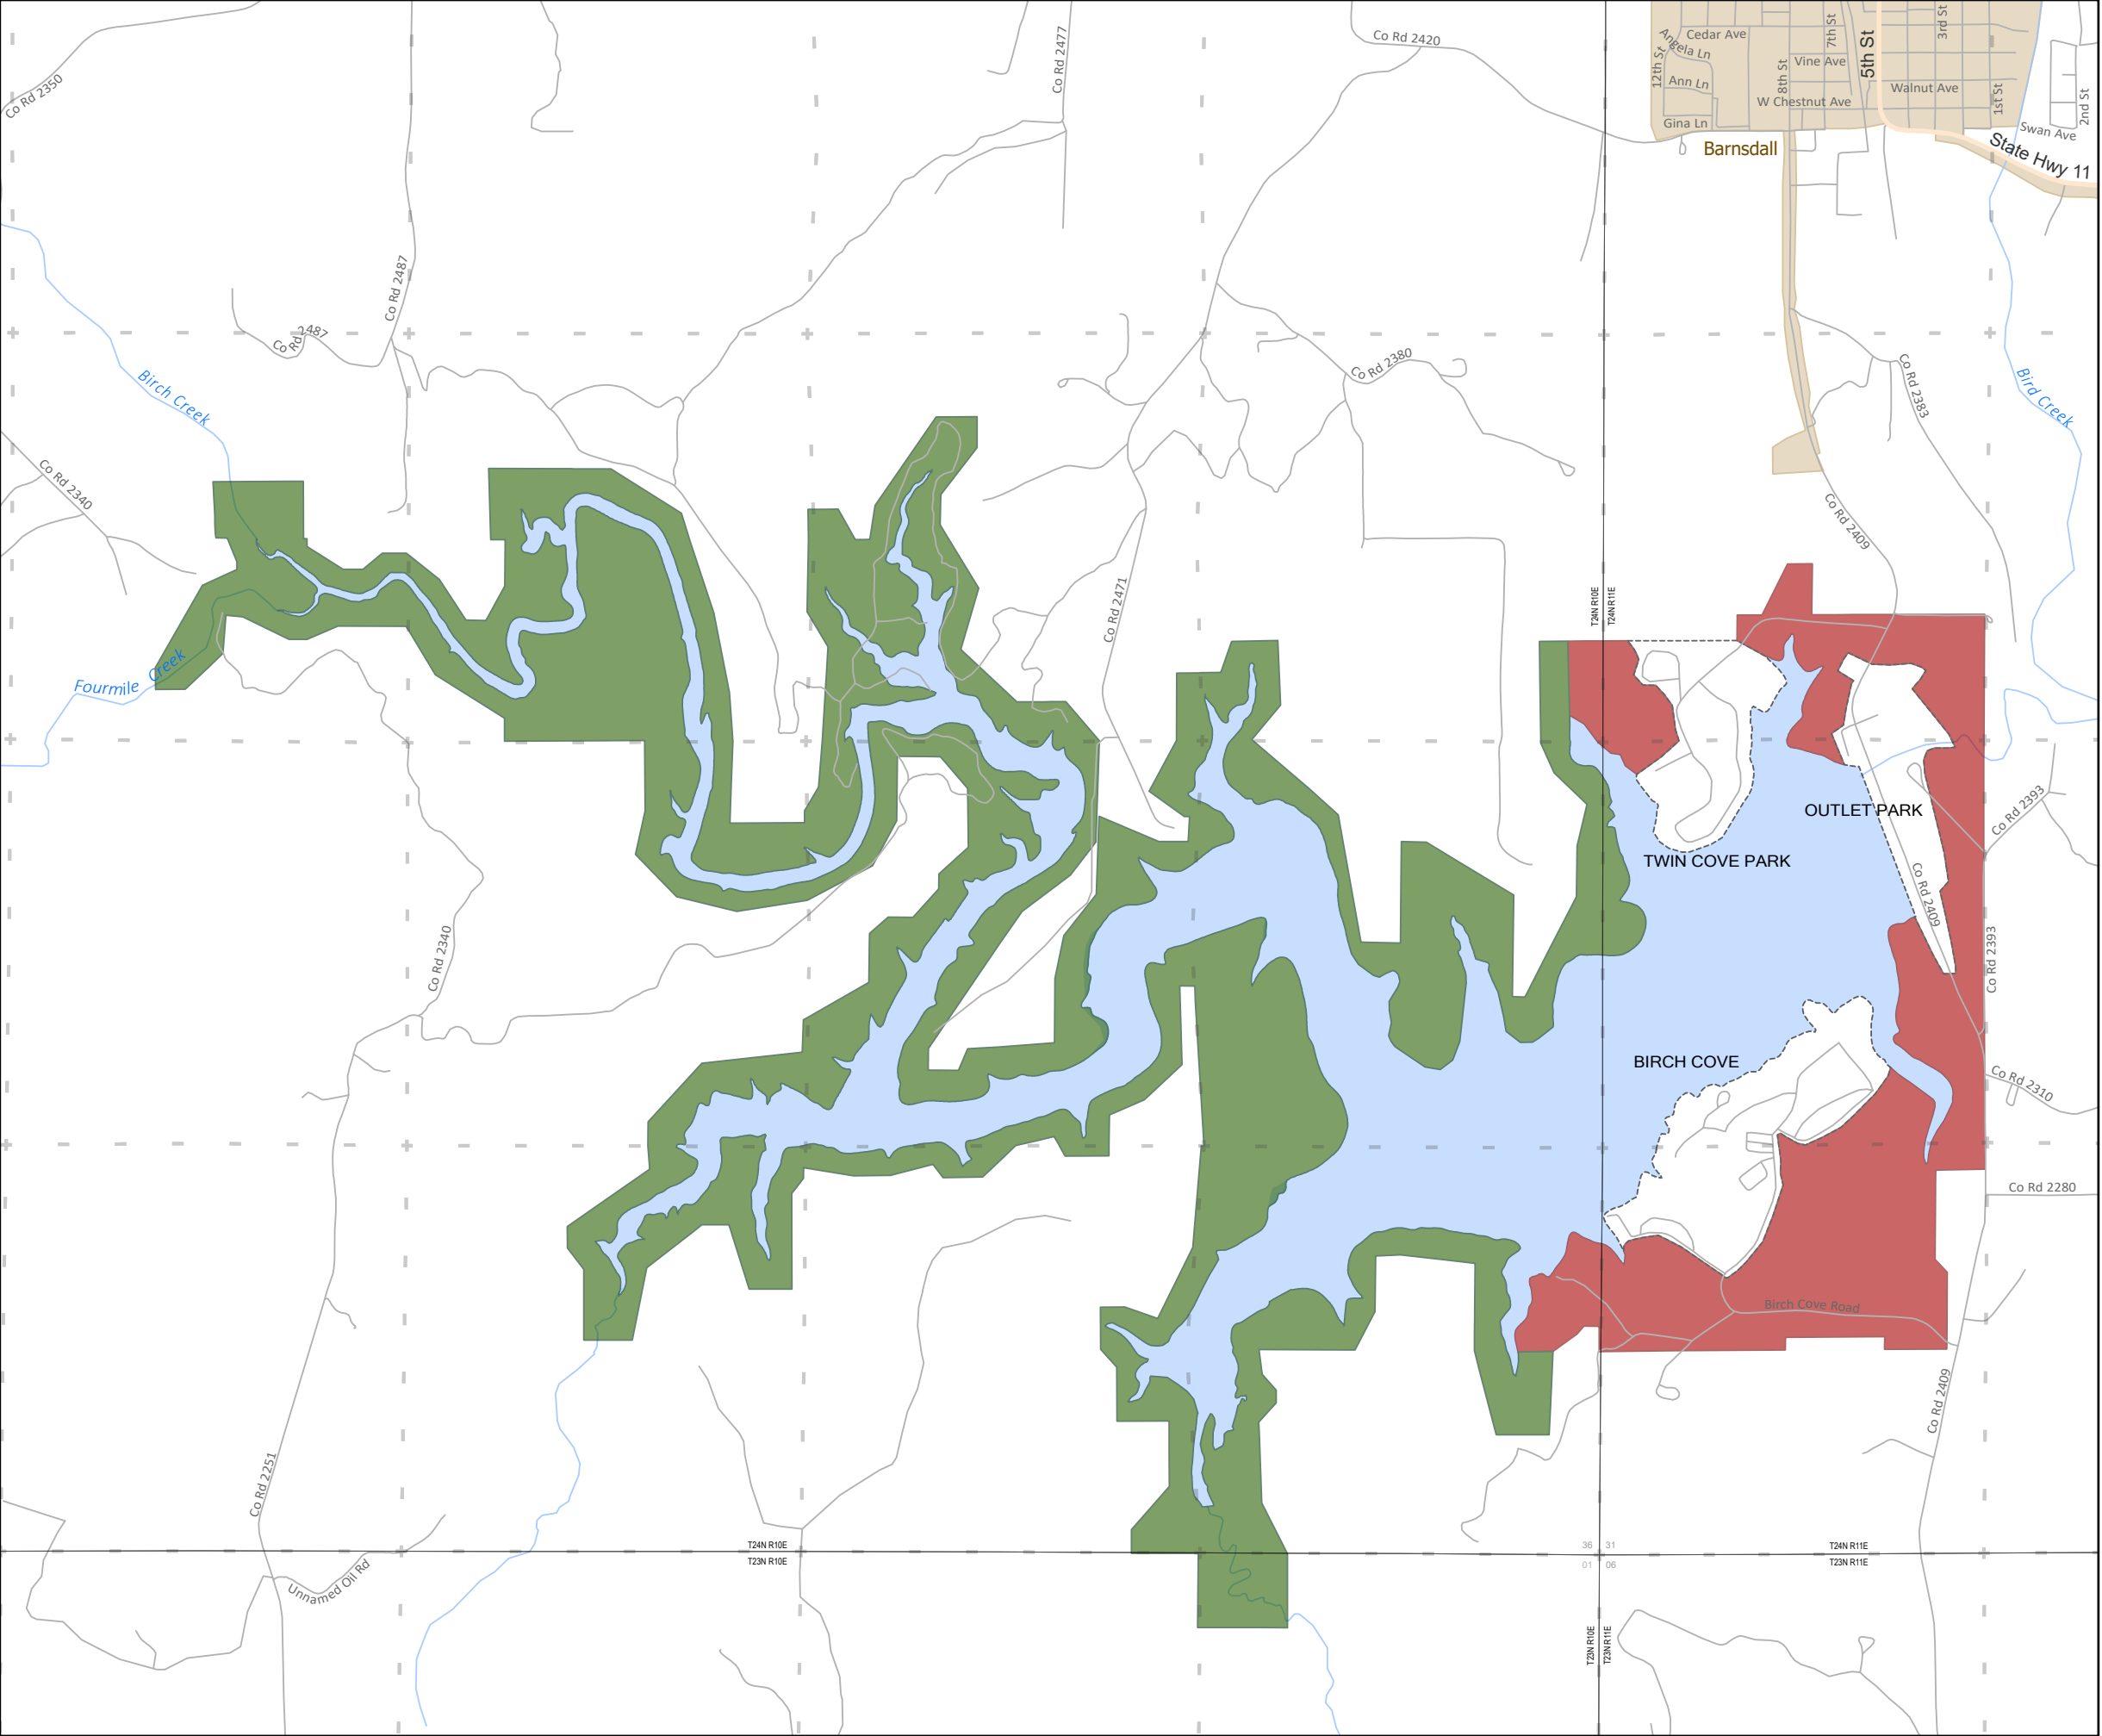 Co Rd 2350
Co Rd 2477
Co Rd 2420
Cedar Ave
7th St
3rd St
Angela Ln
12th St
5th St
Vine Ave
Ann Ln
8th St
Walnut Ave
W Chestnut Ave
1st St
2nd St
Gina Ln
Swan Ave
Barnsdall
State Hwy 11
Co Rd 2487
Co Rd 2487
Co Rd 2380
Co Rd 2383
Birch Creek
Bird Creek
Co Rd 2340
Co Rd 2409
Co Rd 2471
T24N R10E
T24N R11E
Fourmile Creek
OUTLET PARK
Co Rd 2393
TWIN COVE PARK
Co Rd 2409
Co Rd 2340
Co Rd 2393
BIRCH COVE
Co Rd 2310
Co Rd 2280
Birch Cove Road
Co Rd 2409
Co Rd 2251
T24N R10E
36 31
T24N R11E
T23N R10E
01 06
T23N R11E
Unnamed Oil Rd
T23N R10E
T23N R11E